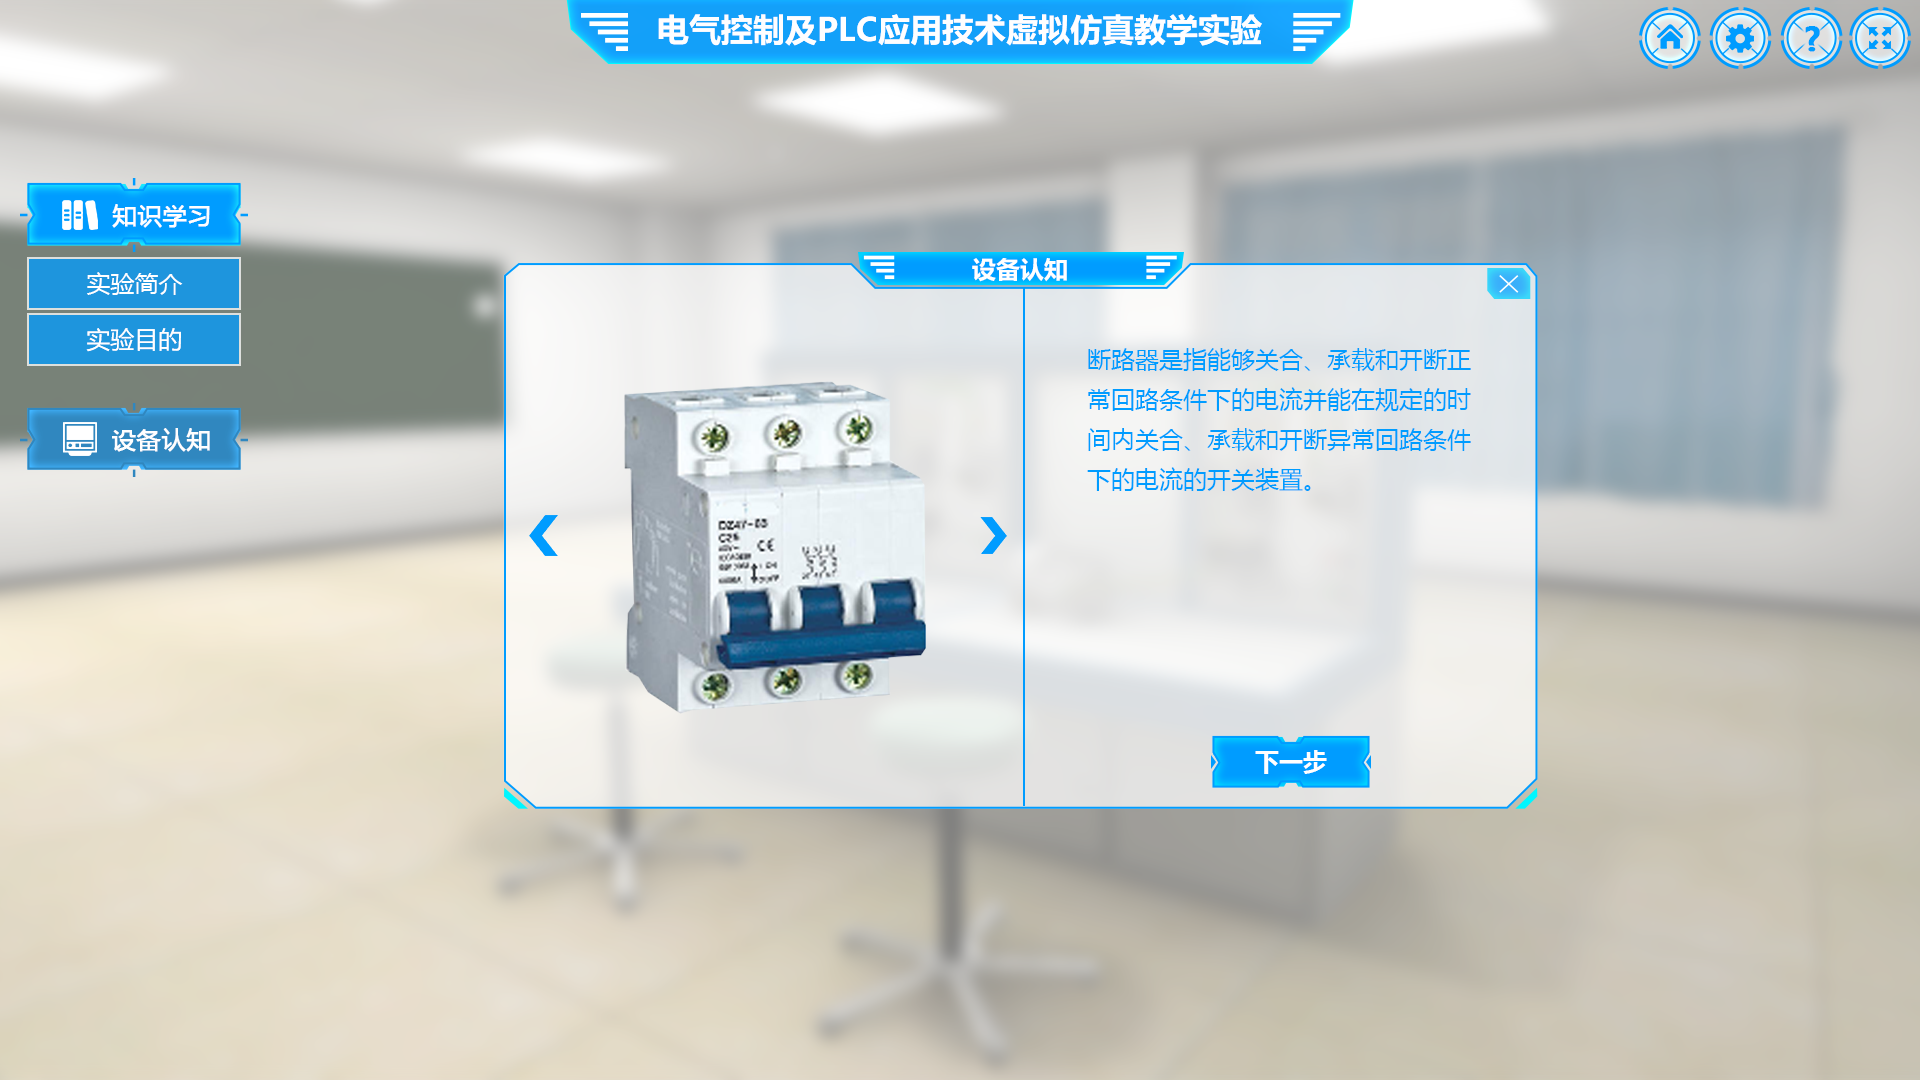 电气控制及PLC应用技术虚拟仿真教学实验
知识学习
实验简介
实验目的
设备认知
设备认知
断路器是指能够关合、承载和开断正
常回路条件下的电流并能在规定的时
间内关合、承载和开断异常回路条件
下的电流的开关装置。
DZ47-63
C25
CE
下一步